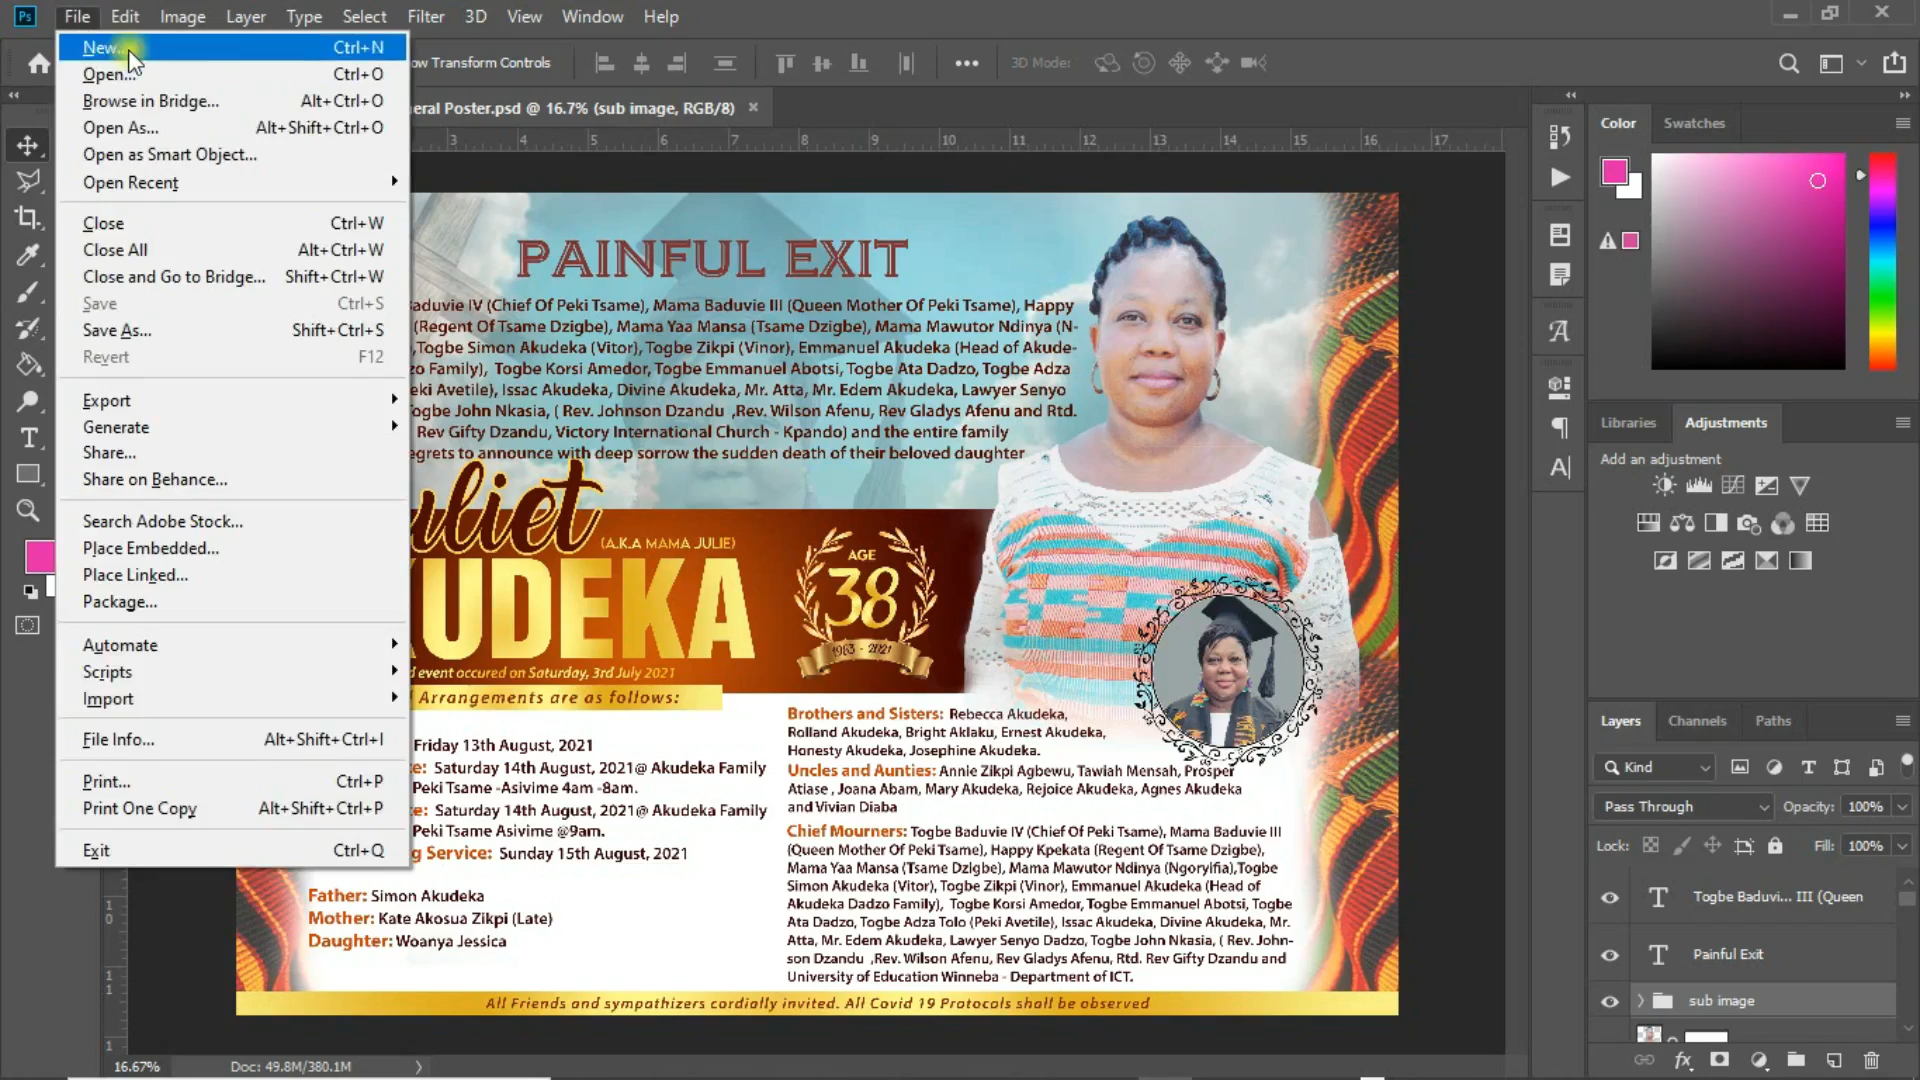 Ps File Edit Image Layer Type Select Filter 3D View Window Help
New... Ctrl+N
Open... Ctrl+O
Browse in Bridge... Alt+Ctrl+O
Open As... Alt+Shift+Ctrl+O
Open as Smart Object...
Open Recent
Close Ctrl+W
Close All Alt+Ctrl+W
Close and Go to Bridge... Shift+Ctrl+W
Save Ctrl+S
Save As... Shift+Ctrl+S
Revert F12
Export
Generate
Share...
Share on Behance...
Search Adobe Stock...
Place Embedded...
Place Linked...
Package...
Automate
Scripts
Import
File Info... Alt+Shift+Ctrl+I
Print... Ctrl+P
Print One Copy Alt+Shift+Ctrl+P
Exit Ctrl+Q
ow Transform Controls
3D Mode:
eral Poster.psd @ 16.7% (sub image, RGB/8)
3 4 5 6 7 8 9 10 11 12 13 14 15 16 17
PAINFUL EXIT
Baduvie IV (Chief Of Peki Tsame), Mama Baduvie III (Queen Mother Of Peki Tsame), Happy
(Regent Of Tsame Dzigbe), Mama Yaa Mansa (Tsame Dzigbe), Mama Mawutor Ndinya (N-
,Togbe Simon Akudeka (Vitor), Togbe Zikpi (Vinor), Emmanuel Akudeka (Head of Akude-
zo Family), Togbe Korsi Amedor, Togbe Emmanuel Abotsi, Togbe Ata Dadzo, Togbe Adza
eki Avetile), Issac Akudeka, Divine Akudeka, Mr. Atta, Mr. Edem Akudeka, Lawyer Senyo
ogbe John Nkasia, ( Rev. Johnson Dzandu ,Rev. Wilson Afenu, Rev Gladys Afenu and Rtd.
Rev Gifty Dzandu, Victory International Church - Kpando) and the entire family
egrets to announce with deep sorrow the sudden death of their beloved daughter
uliet
(A.K.A MAMA JULIE)
KUDEKA
d event occured on Saturday, 3rd July 2021
AGE
38
1983 - 2021
Arrangements are as follows:
Friday 13th August, 2021
e: Saturday 14th August, 2021@ Akudeka Family
Peki Tsame -Asivime 4am -8am.
e: Saturday 14th August, 2021@ Akudeka Family
Peki Tsame Asivime @9am.
g Service: Sunday 15th August, 2021
Father: Simon Akudeka
Mother: Kate Akosua Zikpi (Late)
Daughter: Woanya Jessica
Brothers and Sisters: Rebecca Akudeka,
Rolland Akudeka, Bright Aklaku, Ernest Akudeka,
Honesty Akudeka, Josephine Akudeka.
Uncles and Aunties: Annie Zikpi Agbewu, Tawiah Mensah, Prosper
Atiase , Joana Abam, Mary Akudeka, Rejoice Akudeka, Agnes Akudeka
and Vivian Diaba
Chief Mourners: Togbe Baduvie IV (Chief Of Peki Tsame), Mama Baduvie III
(Queen Mother Of Peki Tsame), Happy Kpekata (Regent Of Tsame Dzigbe),
Mama Yaa Mansa (Tsame Dzigbe), Mama Mawutor Ndinya (Ngoryifia),Togbe
Simon Akudeka (Vitor), Togbe Zikpi (Vinor), Emmanuel Akudeka (Head of
Akudeka Dadzo Family), Togbe Korsi Amedor, Togbe Emmanuel Abotsi, Togbe
Ata Dadzo, Togbe Adza Tolo (Peki Avetile), Issac Akudeka, Divine Akudeka, Mr.
Atta, Mr. Edem Akudeka, Lawyer Senyo Dadzo, Togbe John Nkasia, ( Rev. John-
son Dzandu ,Rev. Wilson Afenu, Rev Gladys Afenu, Rtd. Rev Gifty Dzandu and
University of Education Winneba - Department of ICT.
All Friends and sympathizers cordially invited. All Covid 19 Protocols shall be observed
16.67% Doc: 49.8M/380.1M
Color Swatches
Libraries Adjustments
Add an adjustment
Layers Channels Paths
Kind
Pass Through Opacity: 100%
Lock: Fill: 100%
Togbe Baduvi... III (Queen
Painful Exit
sub image